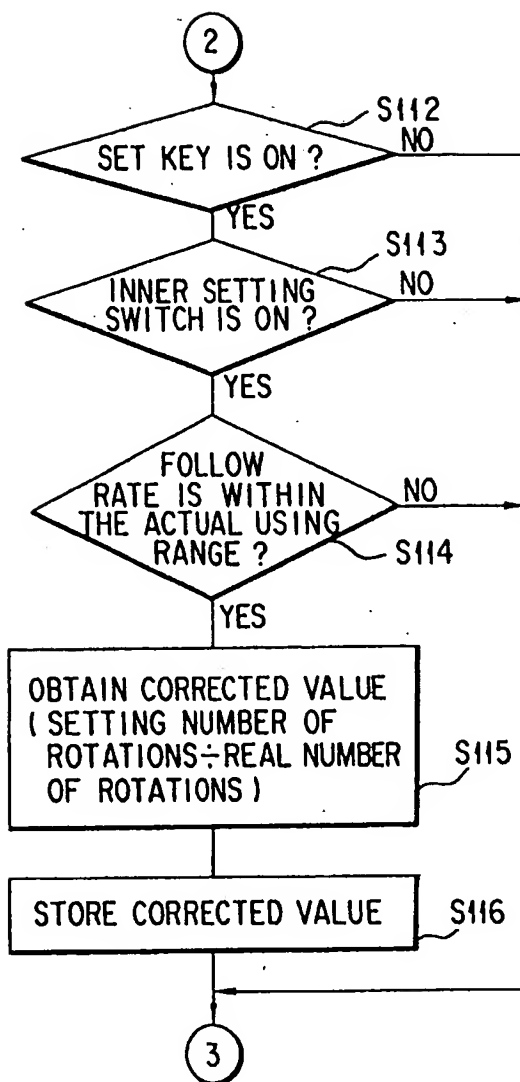 2
S112
SET KEY IS ON ?
NO
YES
S113
INNER SETTING
SWITCH IS ON ?
NO
YES
FOLLOW
RATE IS WITHIN
THE ACTUAL USING
RANGE ?
NO
S114
YES
OBTAIN CORRECTED VALUE
( SETTING NUMBER OF
ROTATIONS÷REAL NUMBER
OF ROTATIONS )
S115
STORE CORRECTED VALUE
S116
3